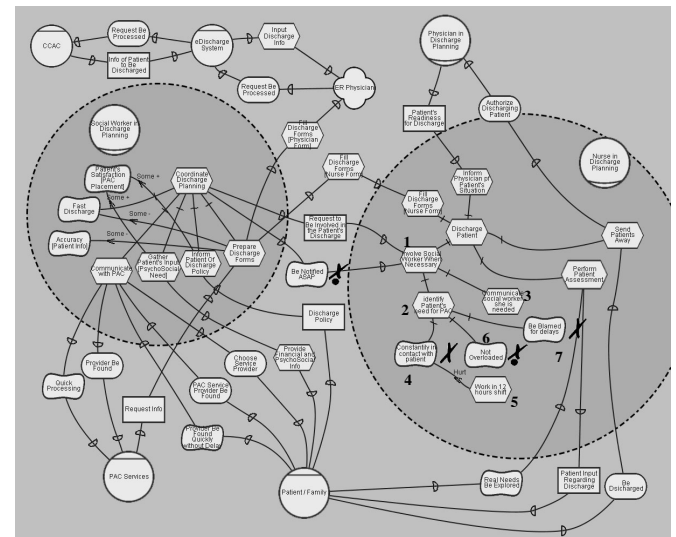 CCAC
Request Be
Processed
eDischarge
System
Input
Discharge
Info
Info of Patient
to Be
Discharged
Request Be
Processed
ER Physician
Physician in
Discharge
Planning
Patient's
Readiness
for Discharge
Authorize
Discharging
Patient
Social Worker in
Discharge
Planning
Fill
Discharge
Forms
[Physician
Form]
Fill
Discharge
Forms
[Nurse Form]
Fill
Discharge
Forms
[Nurse Form]
Inform
Physician of
Patient's
Situation
Nurse in
Discharge
Planning
Patient's
Satisfaction
[PAC
Placement]
Some +
Coordinate
Discharge
Planning
Fast
Discharge
Some +
Some -
Accuracy
[Patient Info]
Some -
Communicate
with PAC
Gather
Patient's Input
[PsychoSocial
Need]
Inform
Patient Of
Discharge
Policy
Prepare
Discharge
Forms
Request to
Be Involved in
the Patient's
Discharge
Be Notified
ASAP
1
Involve Social
Worker When
Necessary
Discharge
Patient
Send
Patients
Away
Perform
Patient
Assessment
2
Identify
Patient's
need for PAC
Communicate
social worker
she is
needed
3
Constantly in
contact with
patient
4
Not
Overloaded
6
Be Blamed
for delays
7
Hurt
Work in 12
hours shift
5
Discharge
Policy
Provide
Financial and
PsychoSocial
Info
Choose
Service
Provider
PAC Service
Provider Be
Found
Provider Be
Found
Quick
Processing
Request Info
Provider Be
Found
Quickly
without Delay
PAC Services
Patient / Family
Real Needs
Be Explored
Patient Input
Regarding
Discharge
Be
Dsicharged